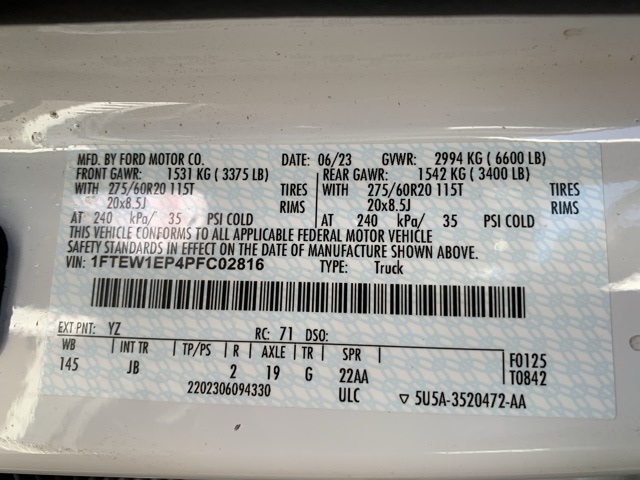 MFD. BY FORD MOTOR CO. DATE: 06/23 GVWR: 2994 KG ( 6600 LB)
FRONT GAWR: 1531 KG ( 3375 LB) REAR GAWR: 1542 KG ( 3400 LB)
WITH 275/60R20 115T TIRES WITH 275/60R20 115T TIRES
20x8.5J RIMS 20x8.5J RIMS
AT 240 kPa/ 35 PSI COLD AT 240 kPa/ 35 PSI COLD
THIS VEHICLE CONFORMS TO ALL APPLICABLE FEDERAL MOTOR VEHICLE
SAFETY STANDARDS IN EFFECT ON THE DATE OF MANUFACTURE SHOWN ABOVE.
VIN: 1FTEW1EP4PFC02816 TYPE: Truck
EXT PNT: YZ RC: 71 DSO:
WB INT TR TP/PS R AXLE TR SPR F0125
145 JB 2 19 G 22AA T0842
2202306094330 ULC ▽ 5U5A-3520472-AA